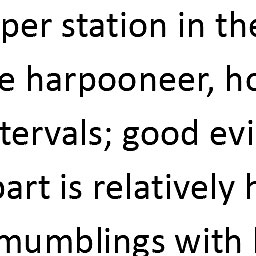 per station in the
e harpooneer, ho
tervals; good evi
part is relatively h
mumblings with l